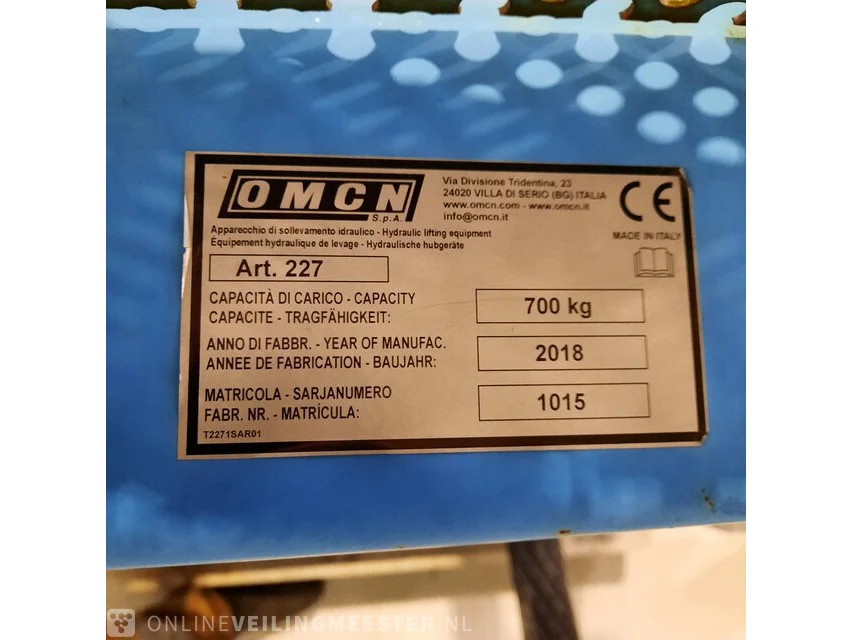 OMCN
S.p.A.
Via Divisione Tridentina, 23
24020 VILLA DI SERIO (BG) ITALIA
www.omcn.com - www.omcn.it
info@omcn.it
CE
MADE IN ITALY
Apparecchio di sollevamento idraulico - Hydraulic lifting equipment
Équipement hydraulique de levage - Hydraulische hubgeräte
Art. 227
CAPACITÀ DI CARICO - CAPACITY
CAPACITE - TRAGFÄHIGKEIT:
700 kg
ANNO DI FABBR. - YEAR OF MANUFAC.
ANNEE DE FABRICATION - BAUJAHR:
2018
MATRICOLA - SARJANUMERO
FABR. NR. - MATRÍCULA:
1015
T2271SAR01
ONLINEVEILINGMEESTER.NL